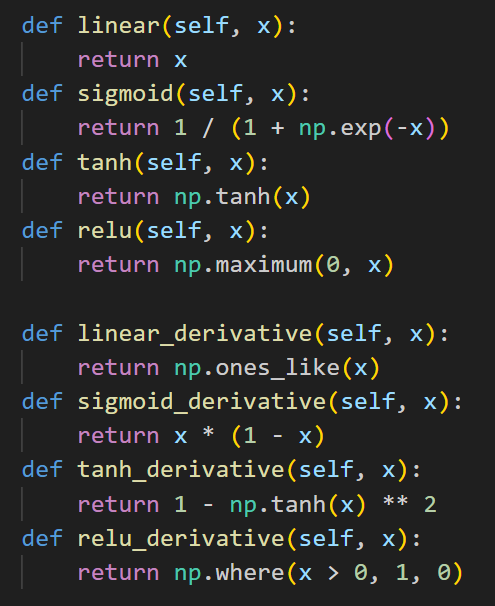 def linear(self, x):
    return x
def sigmoid(self, x):
    return 1 / (1 + np.exp(-x))
def tanh(self, x):
    return np.tanh(x)
def relu(self, x):
    return np.maximum(0, x)

def linear_derivative(self, x):
    return np.ones_like(x)
def sigmoid_derivative(self, x):
    return x * (1 - x)
def tanh_derivative(self, x):
    return 1 - np.tanh(x) ** 2
def relu_derivative(self, x):
    return np.where(x > 0, 1, 0)